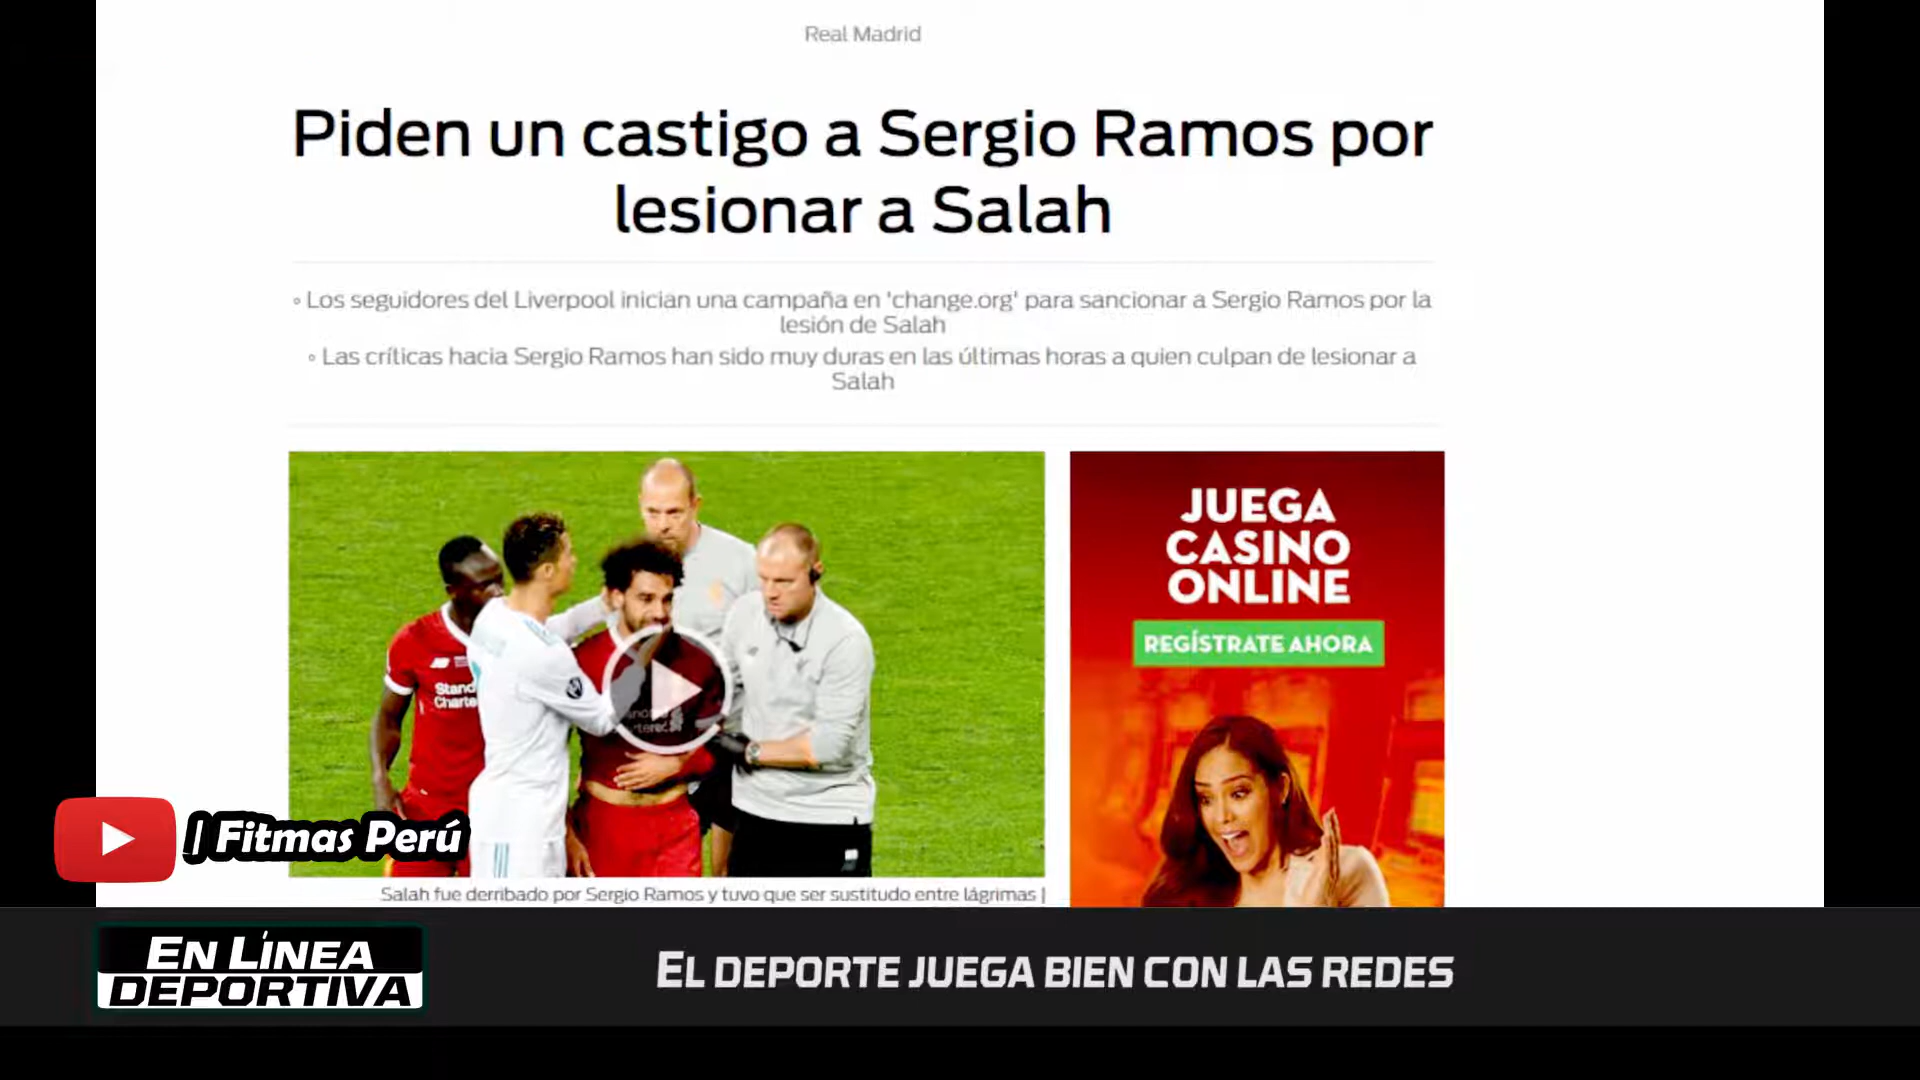 Real Madrid
Piden un castigo a Sergio Ramos por
lesionar a Salah
◦ Los seguidores del Liverpool inician una campaña en 'change.org' para sancionar a Sergio Ramos por la
lesión de Salah
◦ Las críticas hacia Sergio Ramos han sido muy duras en las últimas horas a quien culpan de lesionar a
Salah
JUEGA
CASINO
ONLINE
REGÍSTRATE AHORA
Stand
Charte
| Fitmas Perú
Salah fue derribado por Sergio Ramos y tuvo que ser sustitudo entre lágrimas |
EN LÍNEA
DEPORTIVA
EL DEPORTE JUEGA BIEN CON LAS REDES